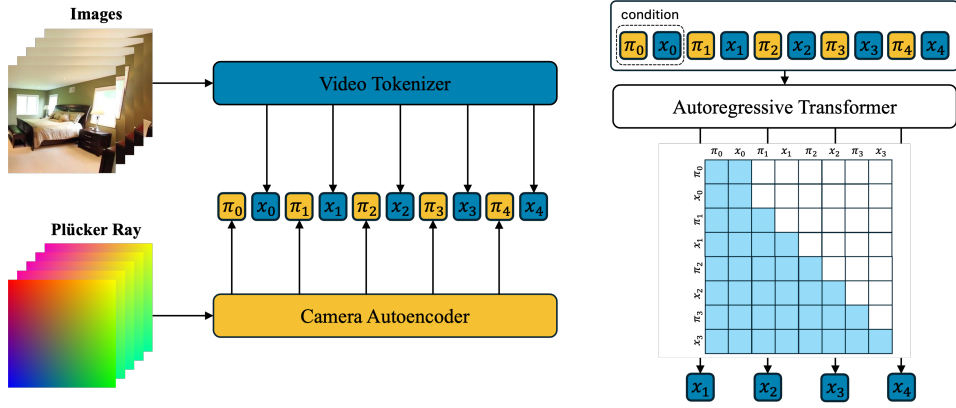 Images
Video Tokenizer
π₀ x₀ π₁ x₁ π₂ x₂ π₃ x₃ π₄ x₄
Plücker Ray
Camera Autoencoder
condition
π₀ x₀ π₁ x₁ π₂ x₂ π₃ x₃ π₄ x₄
Autoregressive Transformer
π₀ x₀ π₁ x₁ π₂ x₂ π₃ x₃
π₀
x₀
π₁
x₁
π₂
x₂
π₃
x₃
x₁ x₂ x₃ x₄